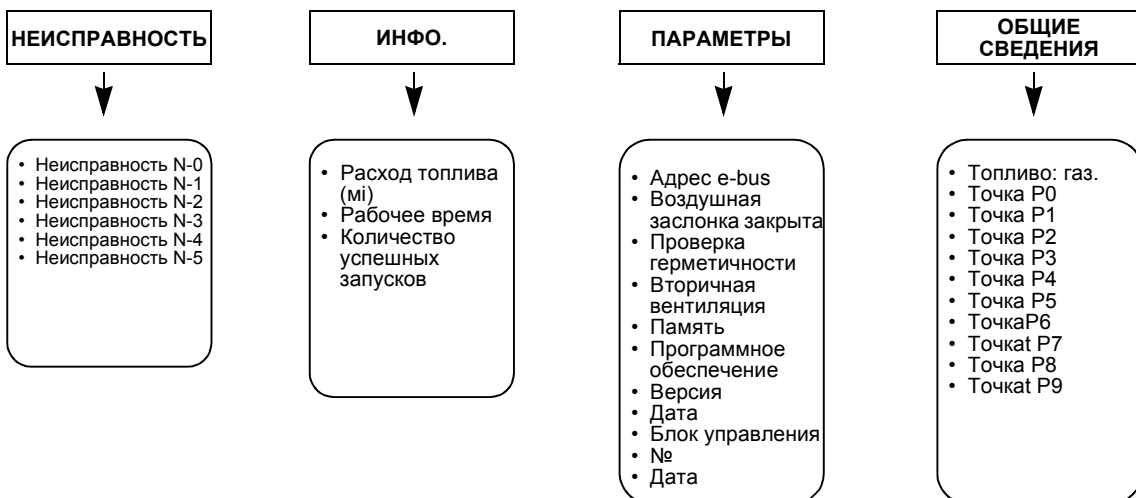 НЕИСПРАВНОСТЬ
• Неисправность N-0
• Неисправность N-1
• Неисправность N-2
• Неисправность N-3
• Неисправность N-4
• Неисправность N-5
ИНФО.
• Расход топлива
(мі)
• Рабочее время
• Количество
успешных
запусков
ПАРАМЕТРЫ
• Адрес e-bus
• Воздушная
заслонка закрыта
• Проверка
герметичности
• Вторичная
вентиляция
• Память
• Программное
обеспечение
• Версия
• Дата
• Блок управления
• №
• Дата
ОБЩИЕ
СВЕДЕНИЯ
• Топливо: газ.
• Точка P0
• Точка P1
• Точка P2
• Точка P3
• Точка P4
• Точка P5
• ТочкаP6
• Точкаt P7
• Точка P8
• Точкаt P9